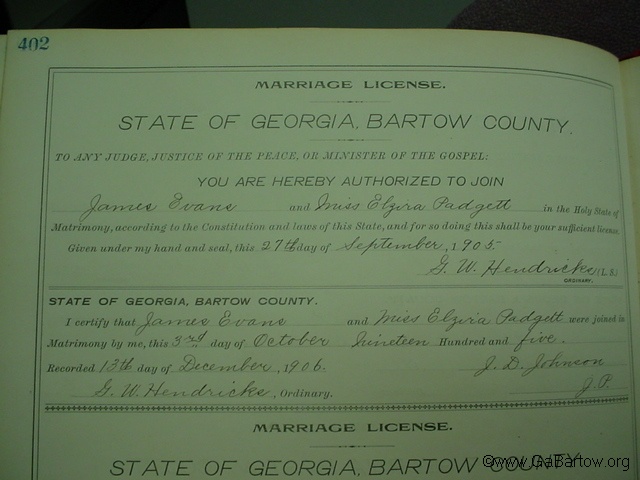 402
MARRIAGE LICENSE.
STATE OF GEORGIA, BARTOW COUNTY.
TO ANY JUDGE, JUSTICE OF THE PEACE, OR MINISTER OF THE GOSPEL:
YOU ARE HEREBY AUTHORIZED TO JOIN
James Evans and Miss Elzira Padgett in the Holy State of
Matrimony, according to the Constitution and laws of this State, and for so doing this shall be your sufficient license.
Given under my hand and seal, this 27th day of September, 1905
G. W. Hendricks (L. S.)
ORDINARY.
STATE OF GEORGIA, BARTOW COUNTY.
I certify that James Evans and Miss Elzira Padgett were joined in
Matrimony by me, this 3rd day of October Nineteen Hundred and five.
Recorded 13th day of December, 1906. J. D. Johnson
G. W. Hendricks, Ordinary. J.P.
MARRIAGE LICENSE.
STATE OF GEORGIA, BARTOW COUNTY.
©www.GaBartow.org